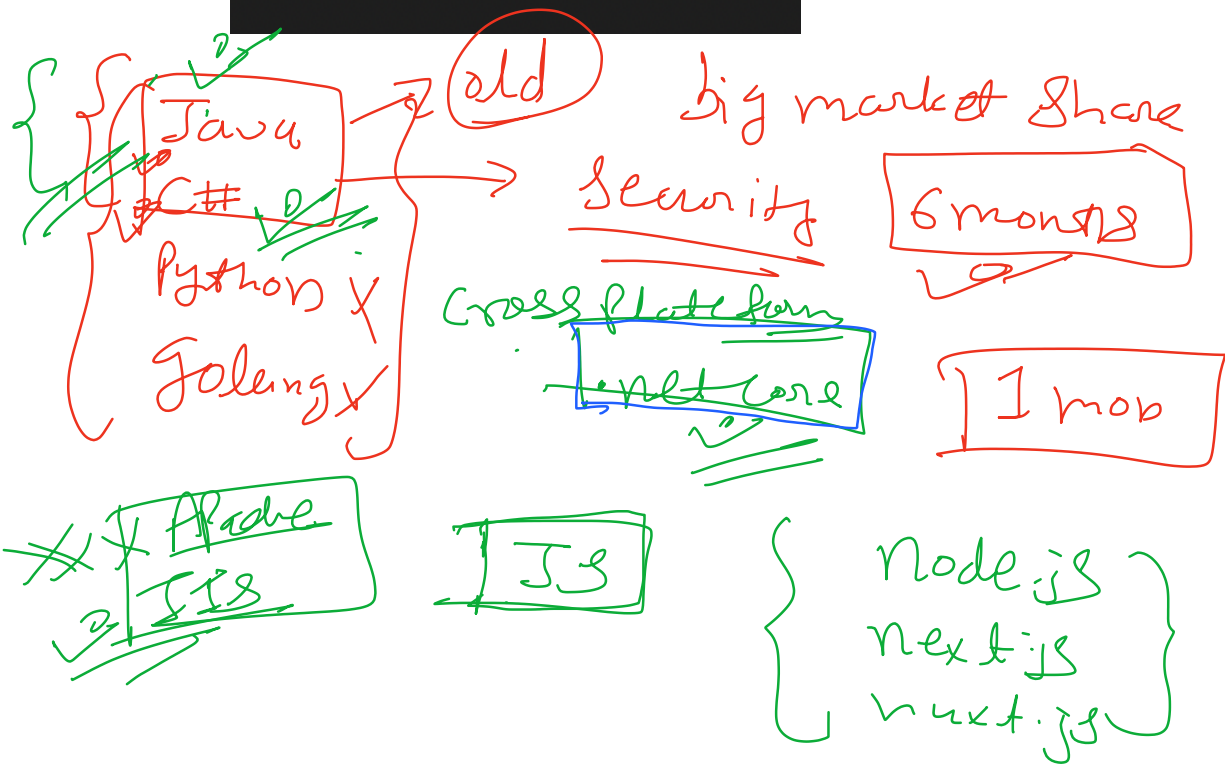 old
big market share
Java
C#
Security
6 months
Python
Cross Platform
.net core
Golang
1 mon
Apache
IIS
JS
node.js
next.js
nuxt.js